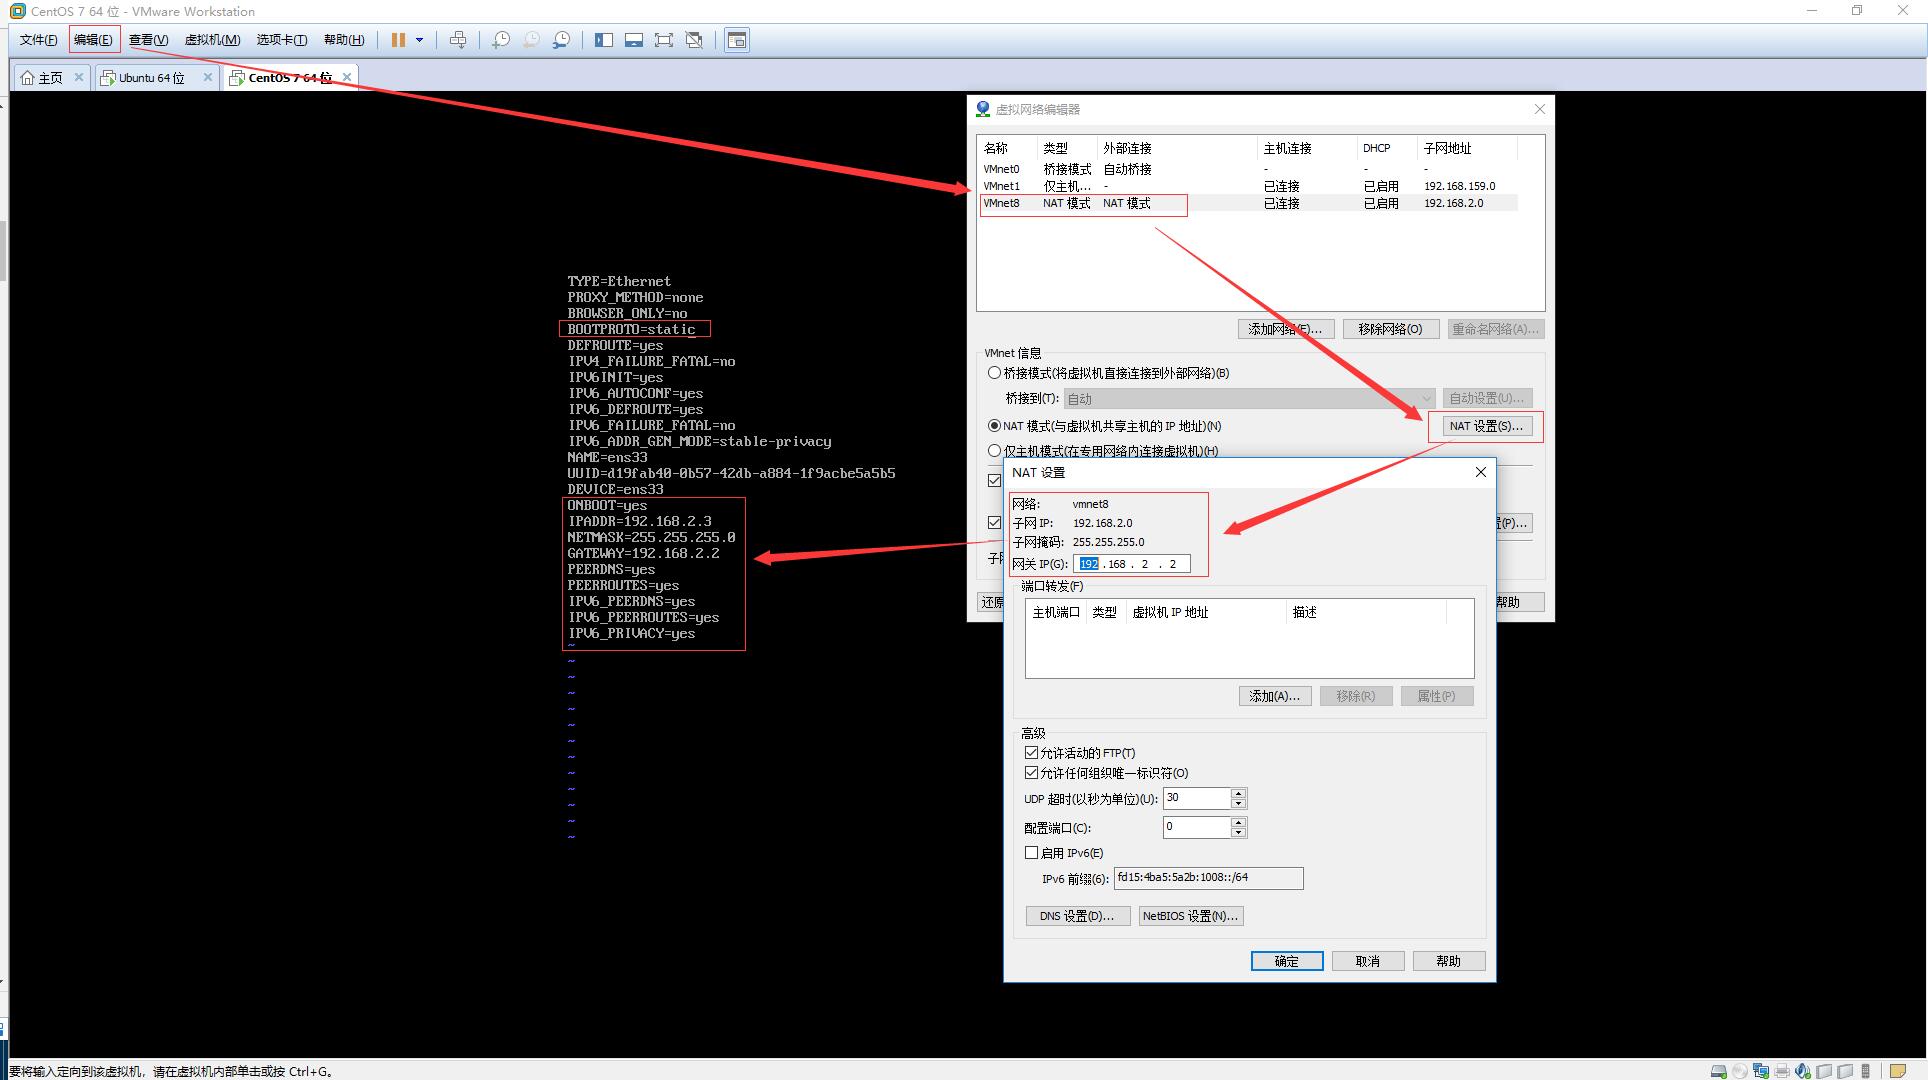 CentOS 7 64 位 - VMware Workstation
文件(F) 编辑(E) 查看(V) 虚拟机(M) 选项卡(T) 帮助(H)
主页 Ubuntu 64 位 CentOS 7 64 位
虚拟网络编辑器
名称 类型 外部连接 主机连接 DHCP 子网地址
VMnet0 桥接模式 自动桥接 - - -
VMnet1 仅主机... - 已连接 已启用 192.168.159.0
VMnet8 NAT 模式 NAT 模式 已连接 已启用 192.168.2.0
添加网络(E)... 移除网络(O) 重命名网络(A)...
VMnet 信息
桥接模式(将虚拟机直接连接到外部网络)(B)
桥接到(T): 自动 自动设置(U)...
NAT 模式(与虚拟机共享主机的 IP 地址)(N) NAT 设置(S)...
仅主机模式(在专用网络内连接虚拟机)(H)
(P)...
还原
帮助
NAT 设置
网络: vmnet8
子网 IP: 192.168.2.0
子网掩码: 255.255.255.0
网关 IP(G): 192 . 168 . 2 . 2
端口转发(F)
主机端口 类型 虚拟机 IP 地址 描述
添加(A)... 移除(R) 属性(P)
高级
允许活动的 FTP(T)
允许任何组织唯一标识符(O)
UDP 超时(以秒为单位)(U): 30
配置端口(C): 0
启用 IPv6(E)
IPv6 前缀(6): fd15:4ba5:5a2b:1008::/64
DNS 设置(D)... NetBIOS 设置(N)...
确定 取消 帮助
TYPE=Ethernet
PROXY_METHOD=none
BROWSER_ONLY=no
BOOTPROTO=static
DEFROUTE=yes
IPV4_FAILURE_FATAL=no
IPV6INIT=yes
IPV6_AUTOCONF=yes
IPV6_DEFROUTE=yes
IPV6_FAILURE_FATAL=no
IPV6_ADDR_GEN_MODE=stable-privacy
NAME=ens33
UUID=d19fab40-0b57-42db-a884-1f9acbe5a5b5
DEVICE=ens33
ONBOOT=yes
IPADDR=192.168.2.3
NETMASK=255.255.255.0
GATEWAY=192.168.2.2
PEERDNS=yes
PEERROUTES=yes
IPV6_PEERDNS=yes
IPV6_PEERROUTES=yes
IPV6_PRIVACY=yes
~
~
~
~
~
~
~
~
~
~
~
~
~
要将输入定向到该虚拟机，请在虚拟机内部单击或按 Ctrl+G。